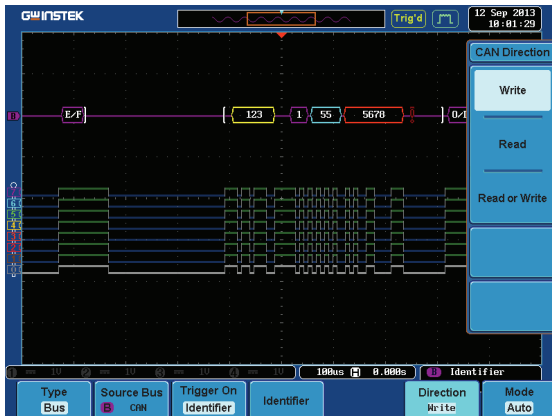 GWINSTEK
Trig'd
12 Sep 2013
10:01:29
CAN Direction
Write
Read
Read or Write
B
E/F
123
1
55
5678
1V
1V
1V
1V
100us H 0.000s
B Identifier
Type
Bus
Source Bus
B CAN
Trigger On
Identifier
Identifier
Direction
Write
Mode
Auto